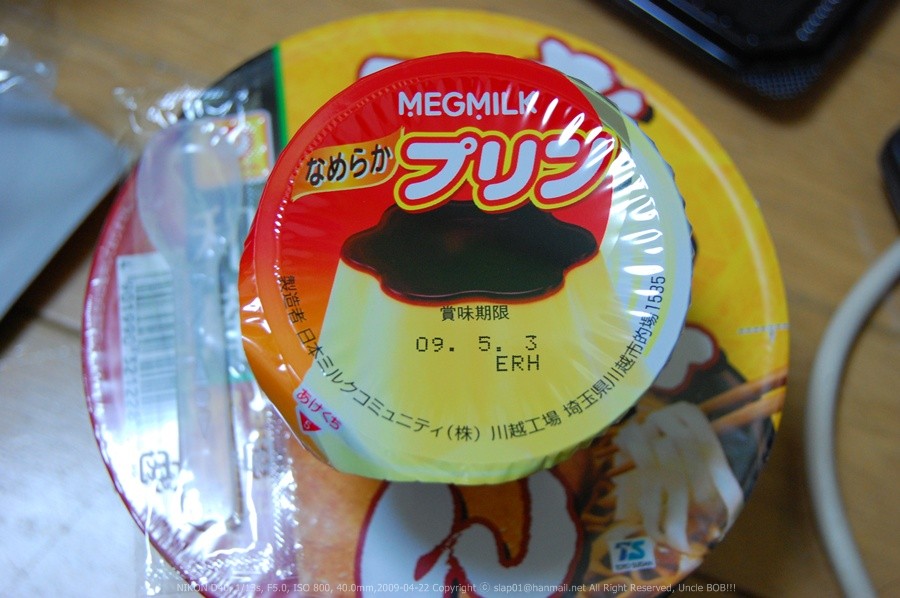 MEGMILK
なめらか
プリン
賞味期限
09. 5. 3
ERH
製造者 日本ミルクコミュニティ(株) 川越工場 埼玉県川越市的場1595
あけくち
TS
NIKON D40, 1/13s, F5.0, ISO 800, 40.0mm,2009-04-22 Copyright ⓒ slap01@hanmail.net All Right Reserved, Uncle BOB!!!